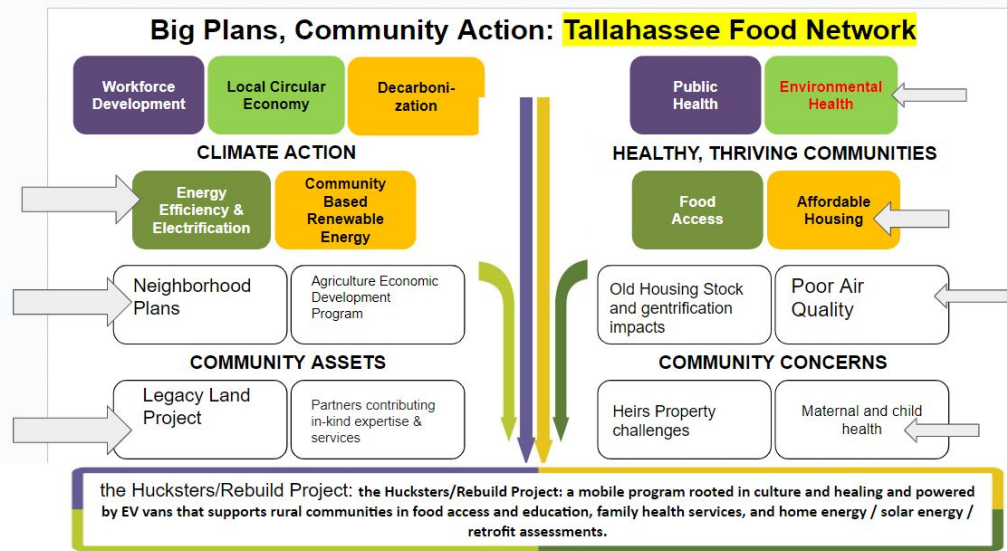 Big Plans, Community Action: Tallahassee Food Network
Workforce
Development
Local Circular
Economy
Decarboni-
zation
Public
Health
Environmental
Health
CLIMATE ACTION
HEALTHY, THRIVING COMMUNITIES
Energy
Efficiency &
Electrification
Community
Based
Renewable
Energy
Food
Access
Affordable
Housing
Neighborhood
Plans
Agriculture Economic
Development
Program
Old Housing Stock
and gentrification
impacts
Poor Air
Quality
COMMUNITY ASSETS
COMMUNITY CONCERNS
Legacy Land
Project
Partners contributing
in-kind expertise &
services
Heirs Property
challenges
Maternal and child
health
the Hucksters/Rebuild Project: the Hucksters/Rebuild Project: a mobile program rooted in culture and healing and powered
by EV vans that supports rural communities in food access and education, family health services, and home energy / solar energy /
retrofit assessments.